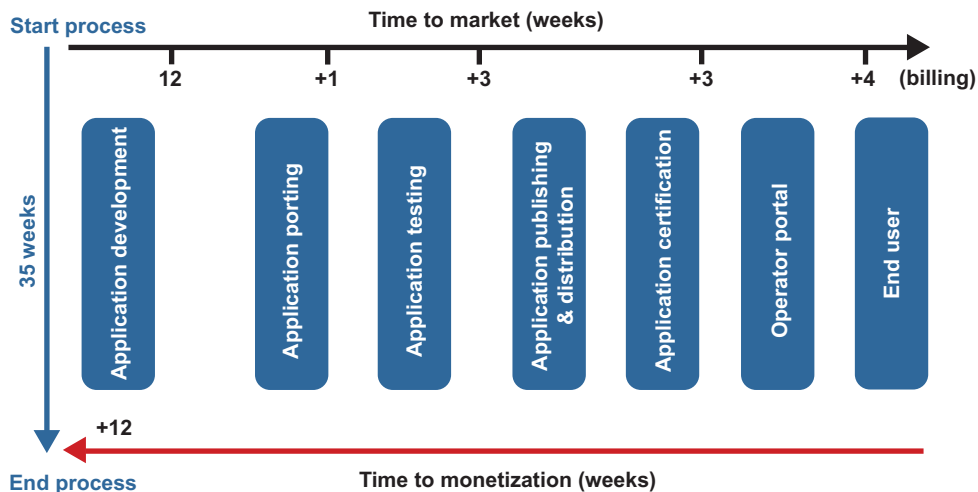 Time to market (weeks)
Start process
12
+1
+3
+3
+4
(billing)
35 weeks
Application development
Application porting
Application testing
Application publishing
& distribution
Application certification
Operator portal
End user
+12
End process
Time to monetization (weeks)